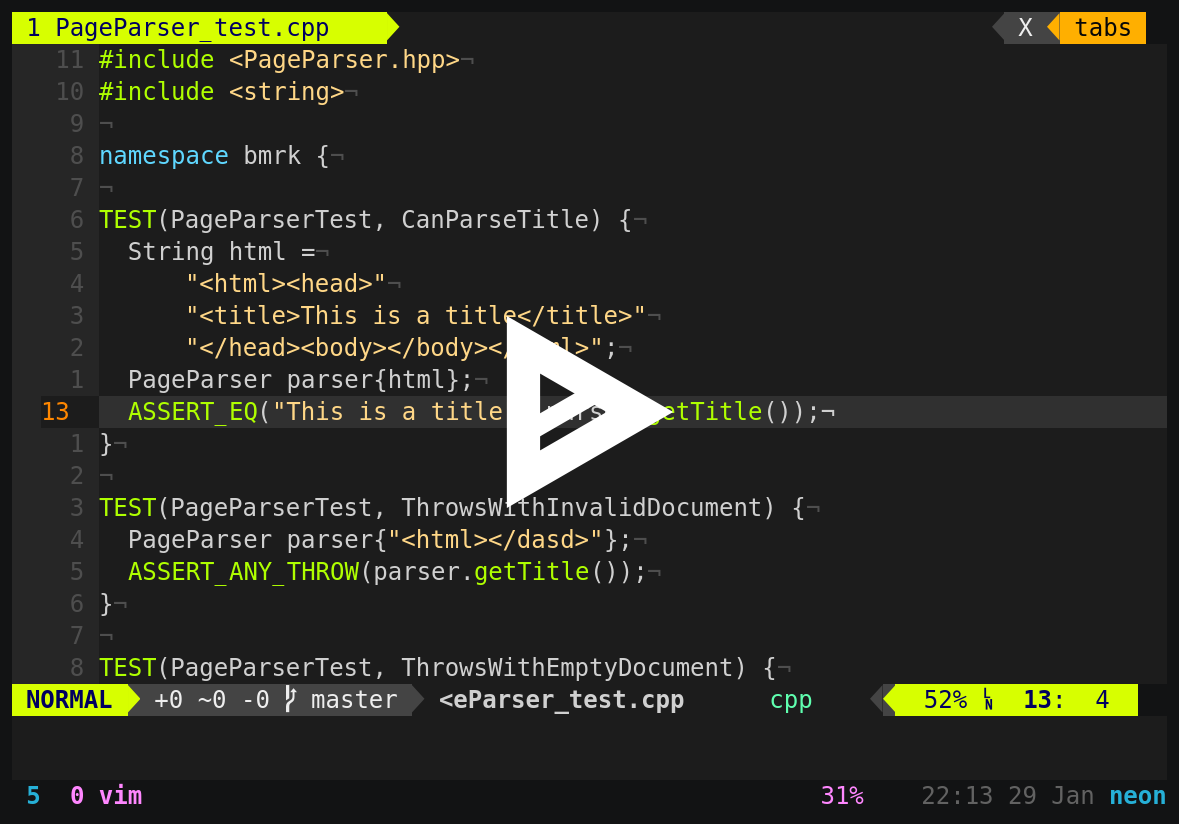 1 PageParser_test.cpp X tabs
11 #include <PageParser.hpp>¬
10 #include <string>¬
9 ¬
8 namespace bmrk {¬
7 ¬
6 TEST(PageParserTest, CanParseTitle) {¬
5 String html =¬
4 "<html><head>"¬
3 "<title>This is a title</title>"¬
2 "</head><body></body></html>";¬
1 PageParser parser{html};¬
13 ASSERT_EQ("This is a title getTitle());¬
1 }¬
2 ¬
3 TEST(PageParserTest, ThrowsWithInvalidDocument) {¬
4 PageParser parser{"<html></dasd>"};¬
5 ASSERT_ANY_THROW(parser.getTitle());¬
6 }¬
7 ¬
8 TEST(PageParserTest, ThrowsWithEmptyDocument) {¬
NORMAL +0 ~0 -0 master <eParser_test.cpp cpp 52% LN 13: 4
5 0 vim 31% 22:13 29 Jan neon